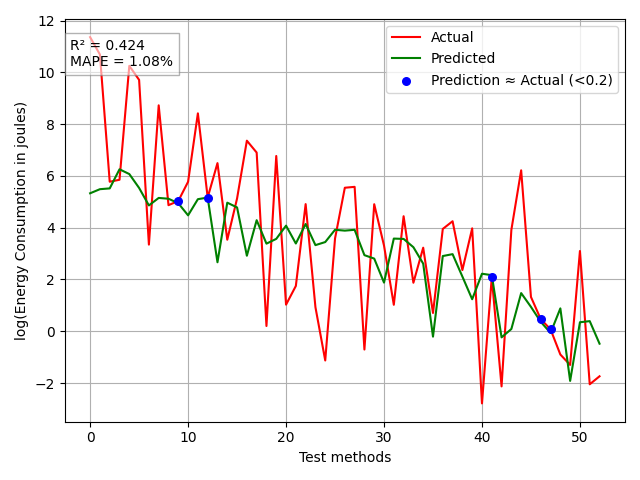 12
10
8
6
4
2
0
−2
log(Energy Consumption in joules)
R² = 0.424
MAPE = 1.08%
Actual
Predicted
Prediction ≈ Actual (<0.2)
0 10 20 30 40 50
Test methods